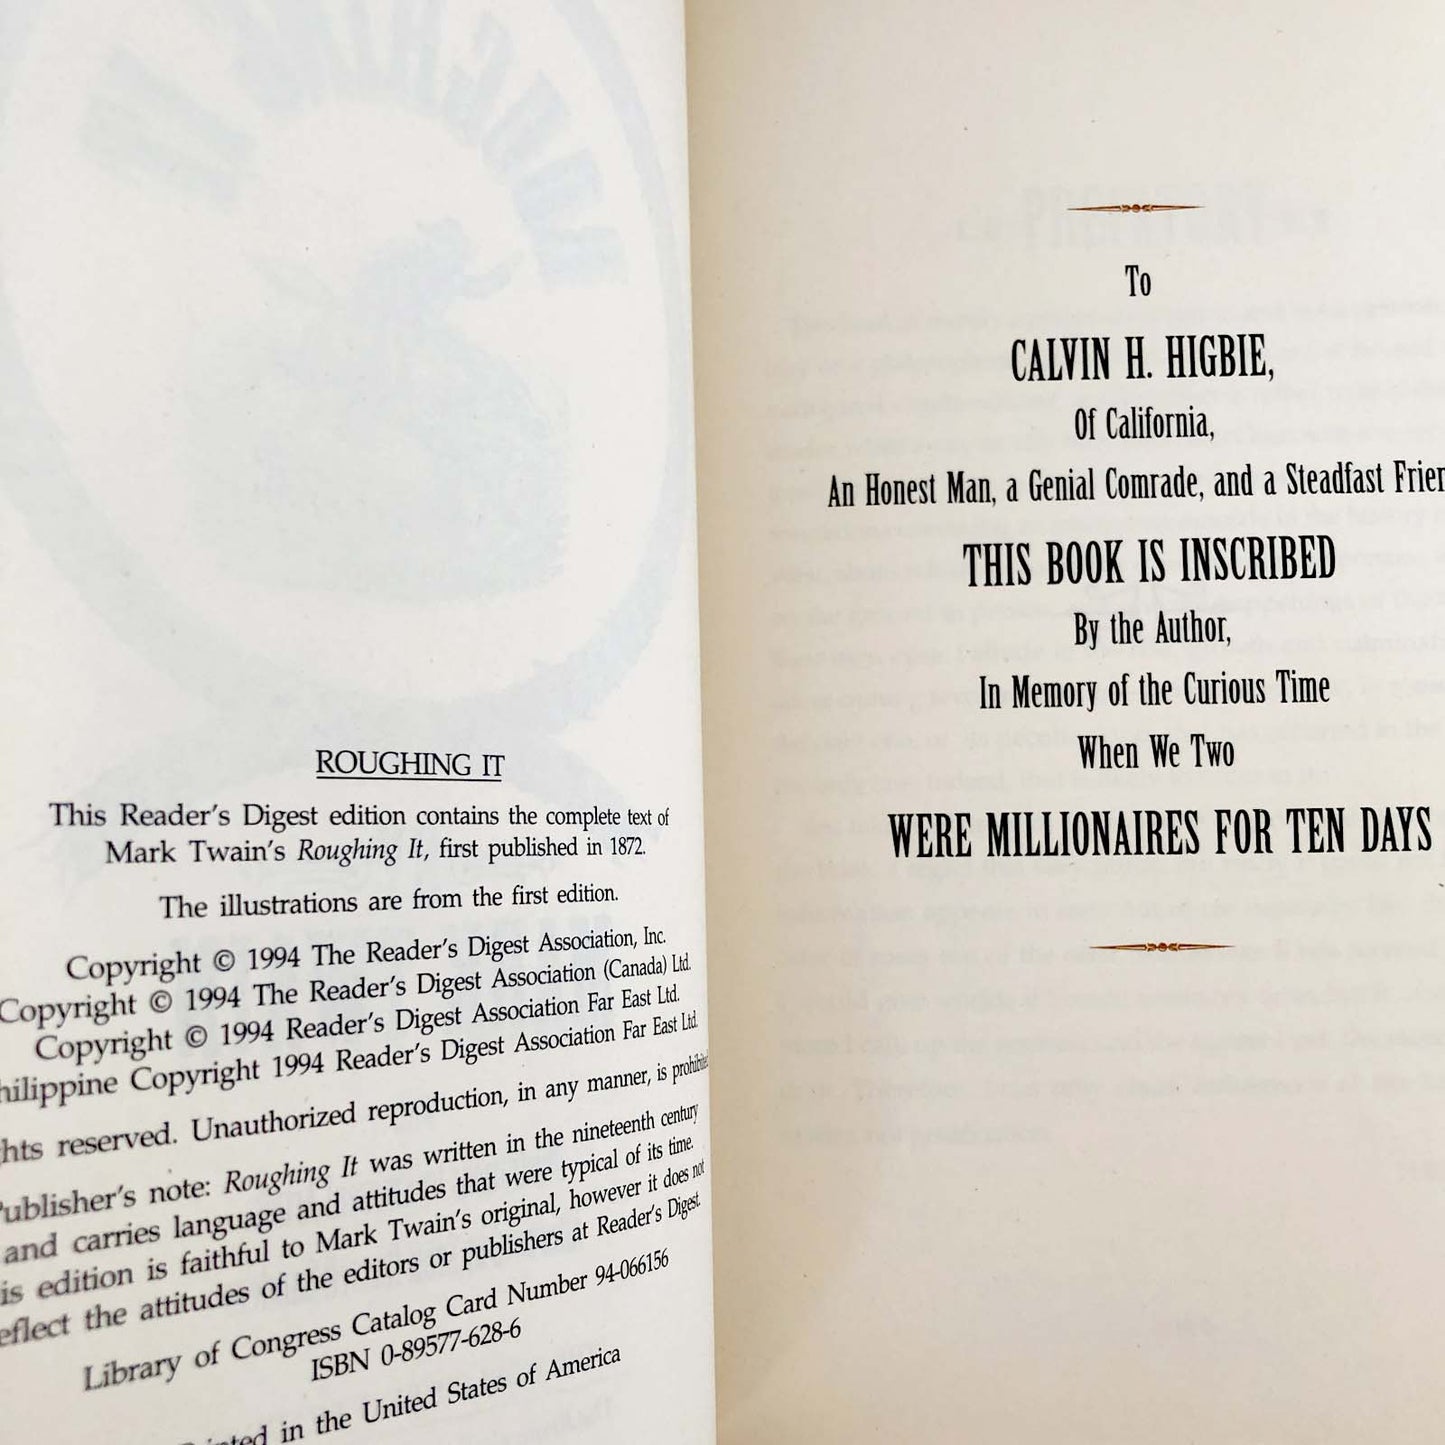 ROUGHING IT
This Reader's Digest edition contains the complete text of
Mark Twain's Roughing It, first published in 1872.
The illustrations are from the first edition.
Copyright © 1994 The Reader's Digest Association, Inc.
Copyright © 1994 The Reader's Digest Association (Canada) Ltd.
Copyright © 1994 Reader's Digest Association Far East Ltd.
hilippine Copyright 1994 Reader's Digest Association Far East Ltd.
hts reserved. Unauthorized reproduction, in any manner, is prohibited
Publisher's note: Roughing It was written in the nineteenth century
and carries language and attitudes that were typical of its time.
is edition is faithful to Mark Twain's original, however it does not
eflect the attitudes of the editors or publishers at Reader's Digest.
Library of Congress Catalog Card Number 94-066156
ISBN 0-89577-628-6
Printed in the United States of America
To
CALVIN H. HIGBIE,
Of California,
An Honest Man, a Genial Comrade, and a Steadfast Frien
THIS BOOK IS INSCRIBED
By the Author,
In Memory of the Curious Time
When We Two
WERE MILLIONAIRES FOR TEN DAYS